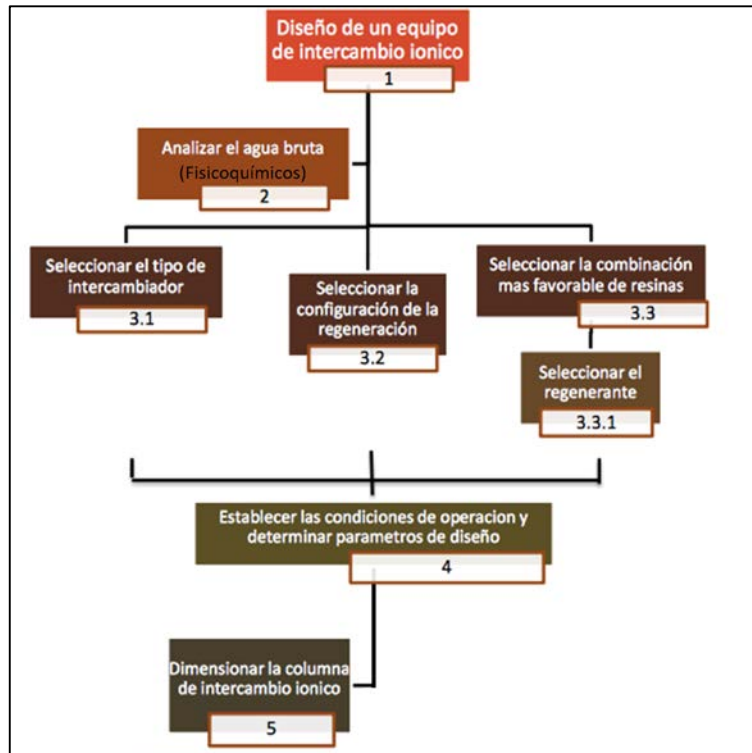 Diseño de un equipo
de intercambio ionico
1
Analizar el agua bruta
(Fisicoquímicos)
2
Seleccionar el tipo de
intercambiador
3.1
Seleccionar la
configuración de la
regeneración
3.2
Seleccionar la combinación
mas favorable de resinas
3.3
Seleccionar el
regenerante
3.3.1
Establecer las condiciones de operacion y
determinar parametros de diseño
4
Dimensionar la columna
de intercambio ionico
5